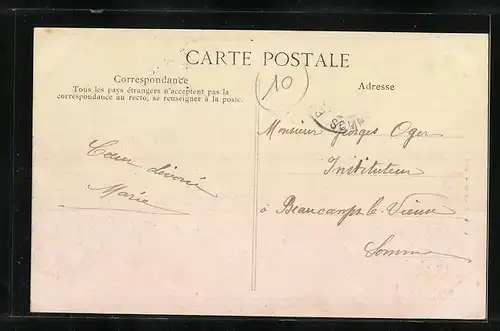 CARTE POSTALE
Correspondance
Tous les pays étrangers n'acceptent pas la
correspondance au recto, se renseigner à la poste.
Adresse
10
Cœur dévoué
Marie
Monsieur Georges Oger
Instituteur
à Beaucamps-le-Vieux
Somme